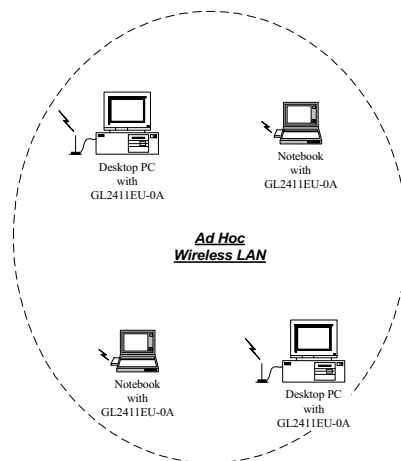 Desktop PC
with
GL2411EU-0A
Notebook
with
GL2411EU-0A
Ad Hoc
Wireless LAN
Notebook
with
GL2411EU-0A
Desktop PC
with
GL2411EU-0A